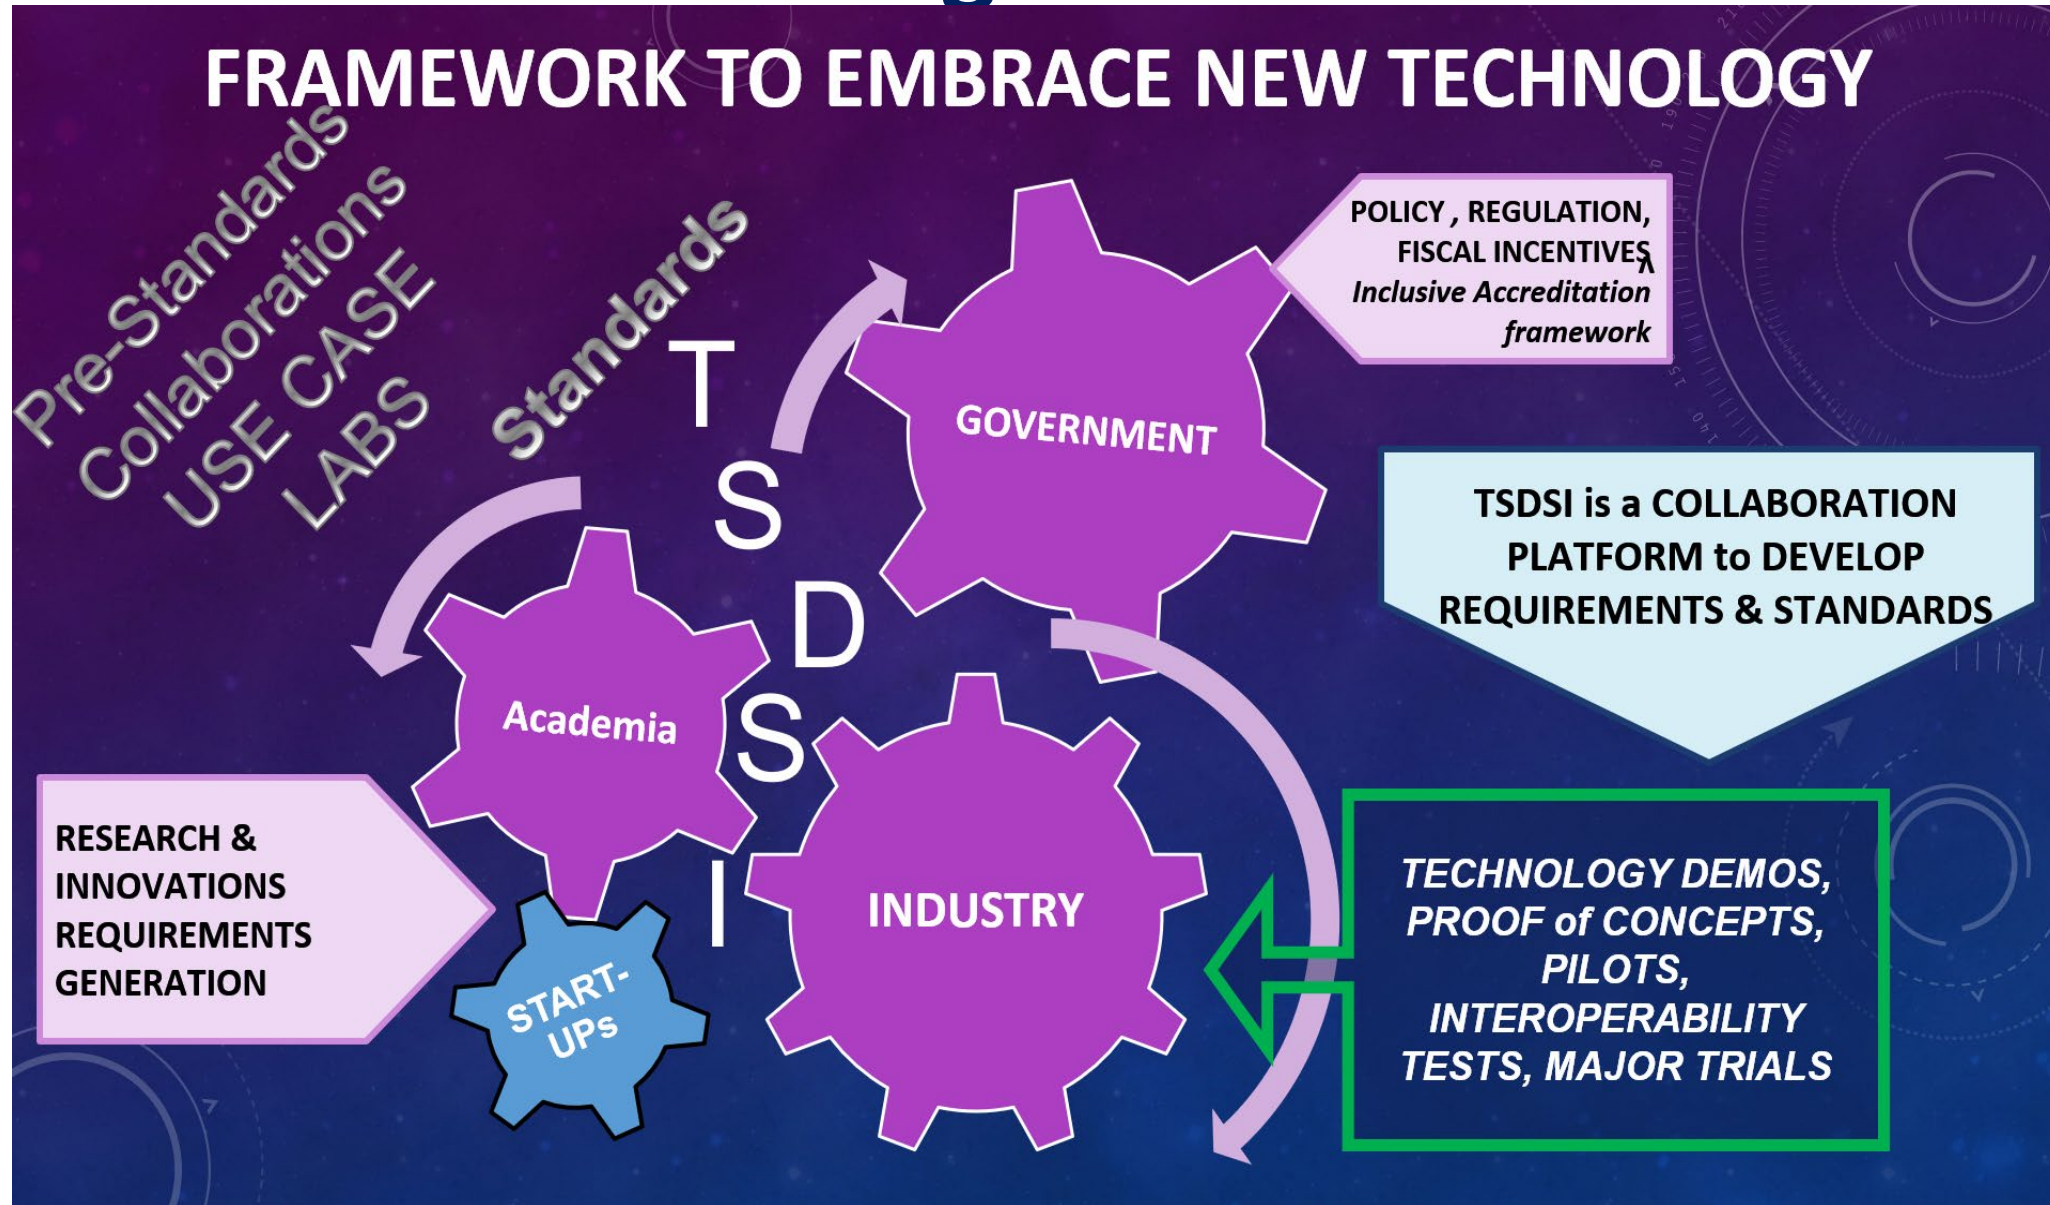 FRAMEWORK TO EMBRACE NEW TECHNOLOGY
Pre-Standards
Collaborations
USE CASE
LABS
Standards
T
S
D
S
I
GOVERNMENT
POLICY , REGULATION,
FISCAL INCENTIVES
^
Inclusive Accreditation
framework
TSDSI is a COLLABORATION
PLATFORM to DEVELOP
REQUIREMENTS & STANDARDS
Academia
RESEARCH &
INNOVATIONS
REQUIREMENTS
GENERATION
START-
UPs
INDUSTRY
TECHNOLOGY DEMOS,
PROOF of CONCEPTS,
PILOTS,
INTEROPERABILITY
TESTS, MAJOR TRIALS